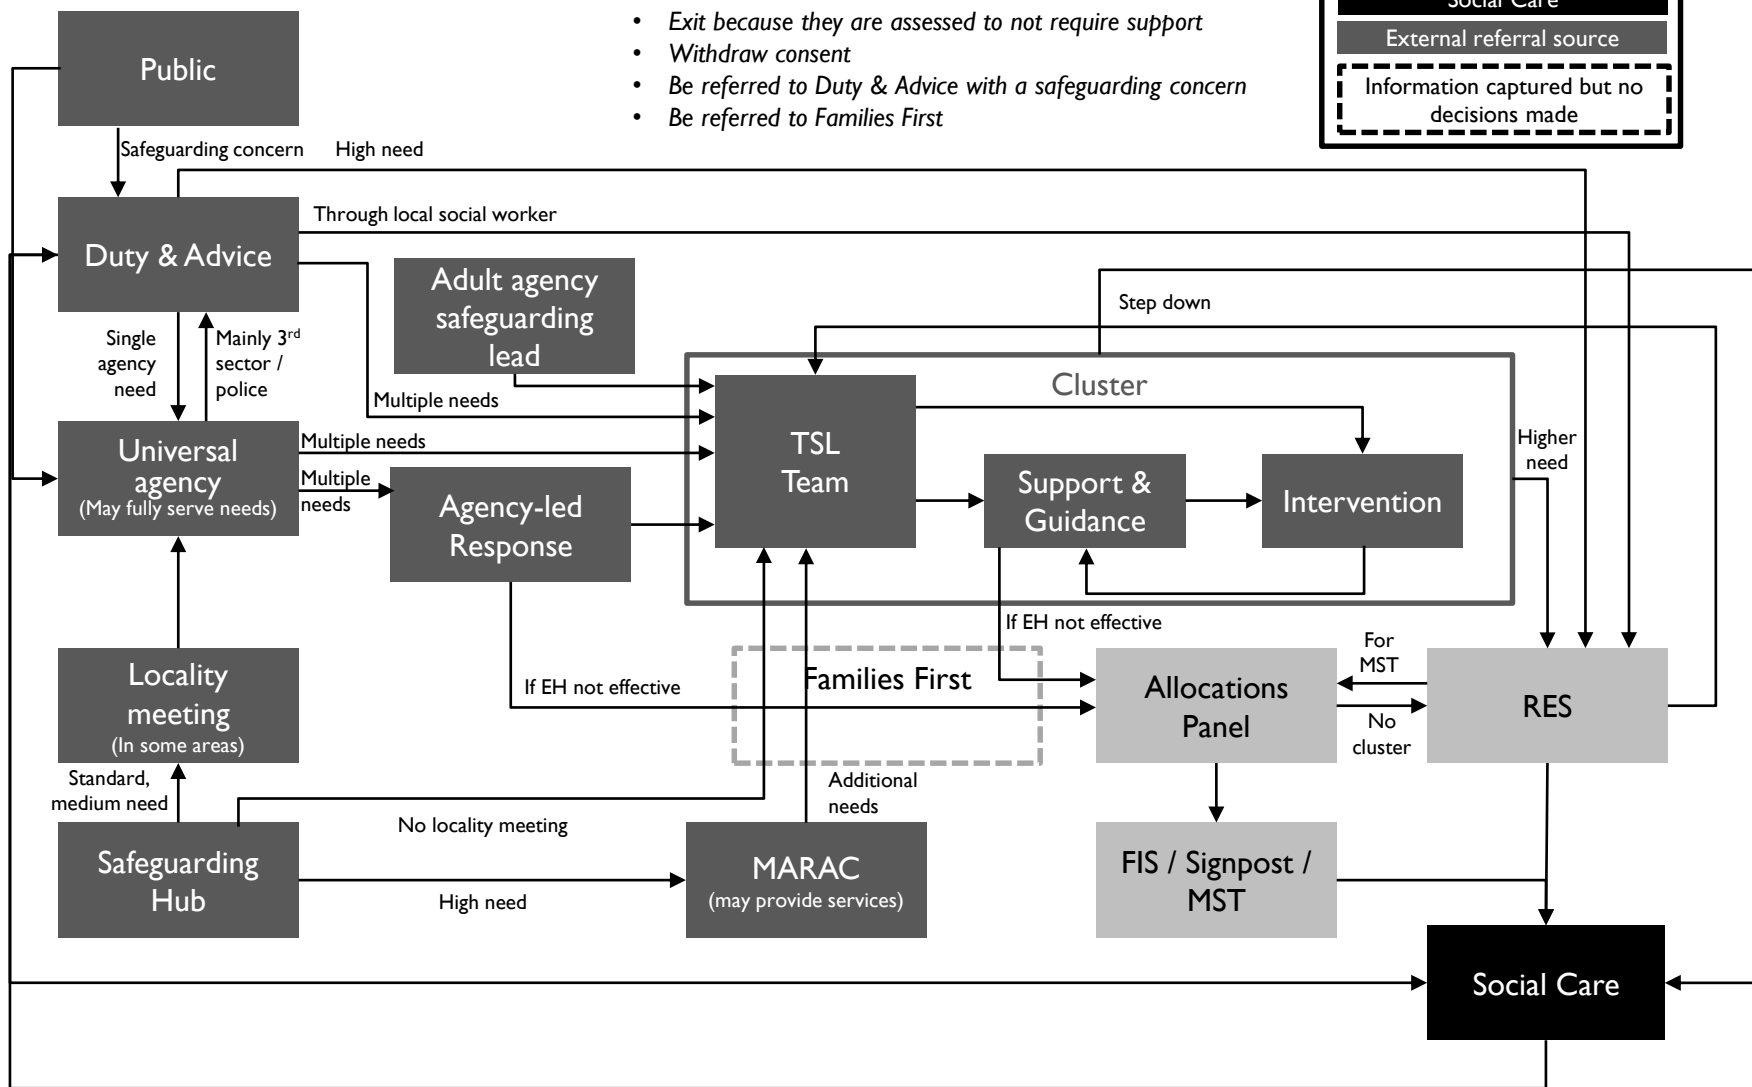 • Exit because they are assessed to not require support
• Withdraw consent
• Be referred to Duty & Advice with a safeguarding concern
• Be referred to Families First
Social Care
External referral source
Information captured but no
decisions made
Public
Safeguarding concern
High need
Through local social worker
Duty & Advice
Adult agency
safeguarding
lead
Step down
Single
agency
need
Mainly 3rd
sector /
police
Multiple needs
Cluster
Universal
agency
(May fully serve needs)
Multiple needs
Multiple
needs
Agency-led
Response
TSL
Team
Support &
Guidance
Intervention
Higher
need
If EH not effective
Locality
meeting
(In some areas)
If EH not effective
Families First
Allocations
Panel
For
MST
No
cluster
RES
Standard,
medium need
No locality meeting
Additional
needs
Safeguarding
Hub
High need
MARAC
(may provide services)
FIS / Signpost /
MST
Social Care